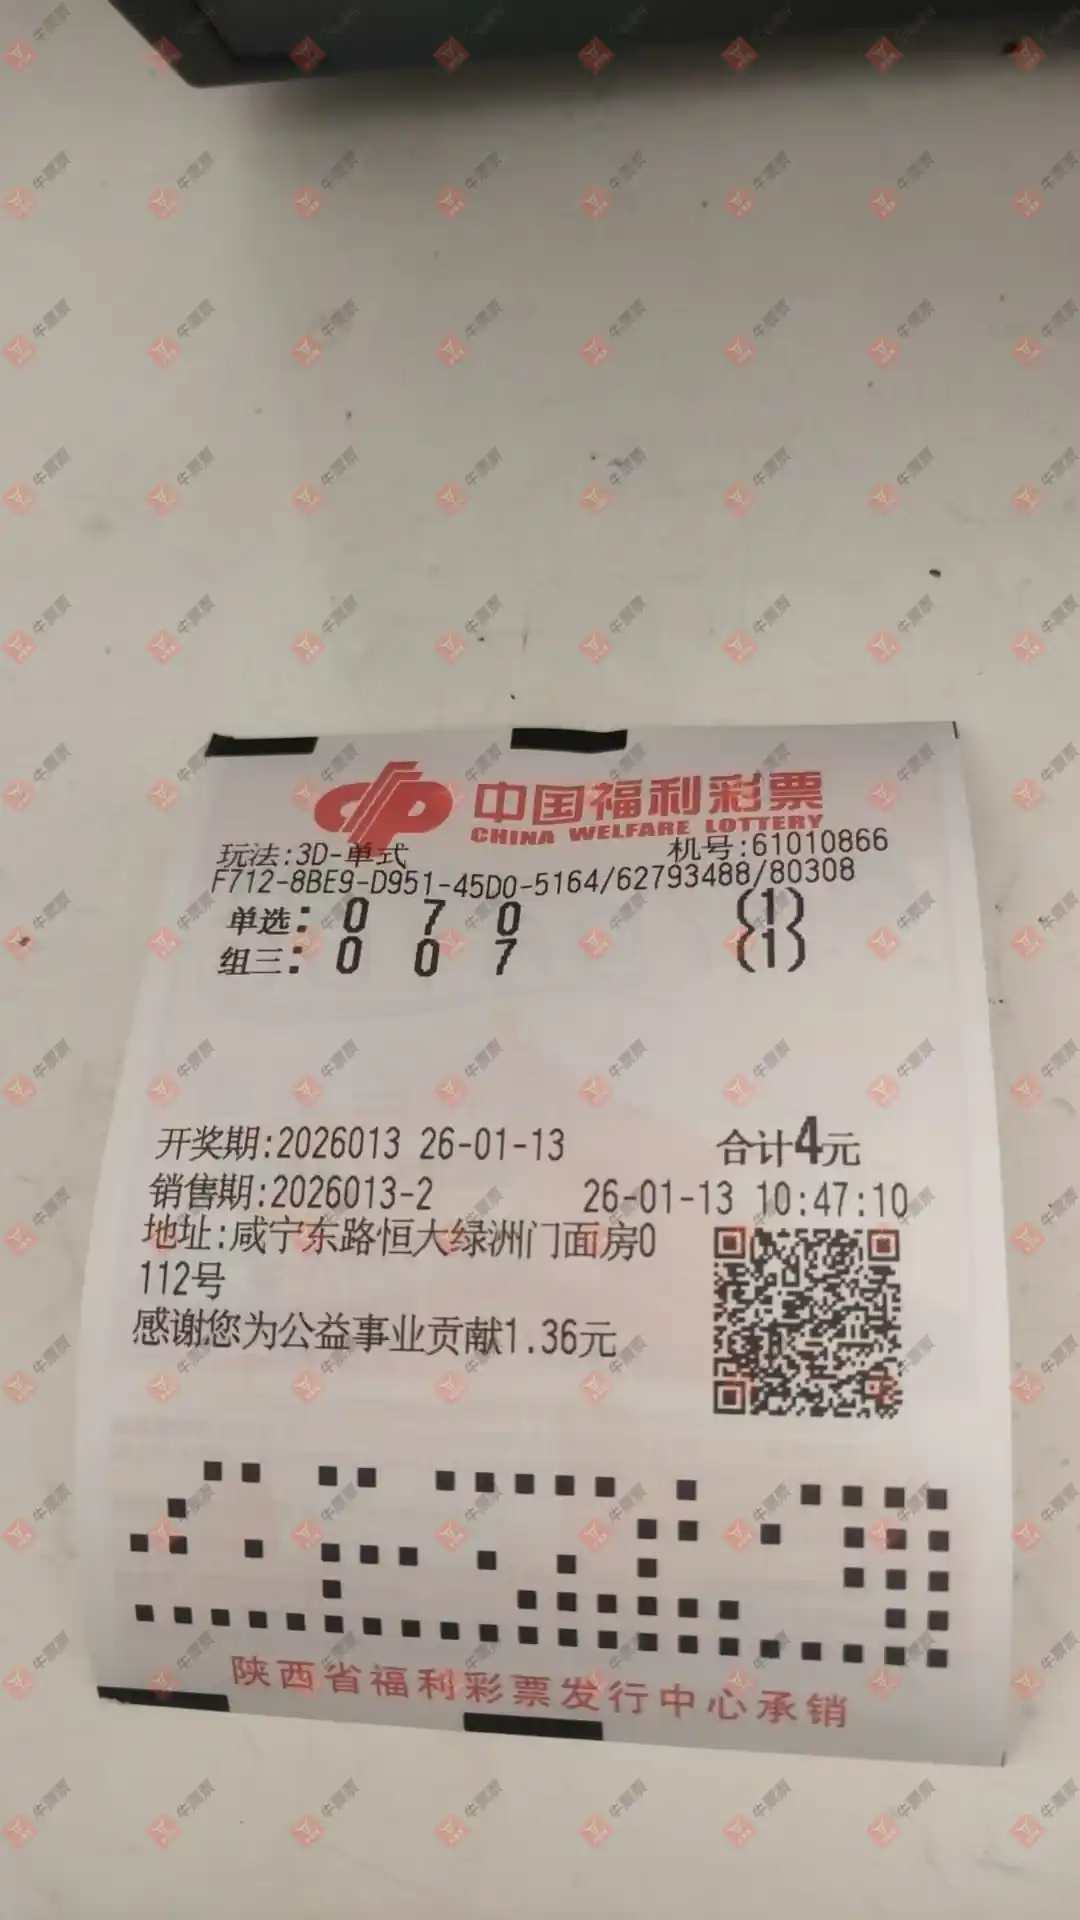 中国福利彩票
CHINA WELFARE LOTTERY
玩法:3D-单式 机号:61010866
F712-8BE9-D951-45D0-5164/62793488/80308
单选: 0 7 0 (1)
组三: 0 0 7 (1)
开奖期:2026013 26-01-13 合计4元
销售期:2026013-2 26-01-13 10:47:10
地址:咸宁东路恒大绿洲门面房0
112号
感谢您为公益事业贡献1.36元
陕西省福利彩票发行中心承销
牛票票